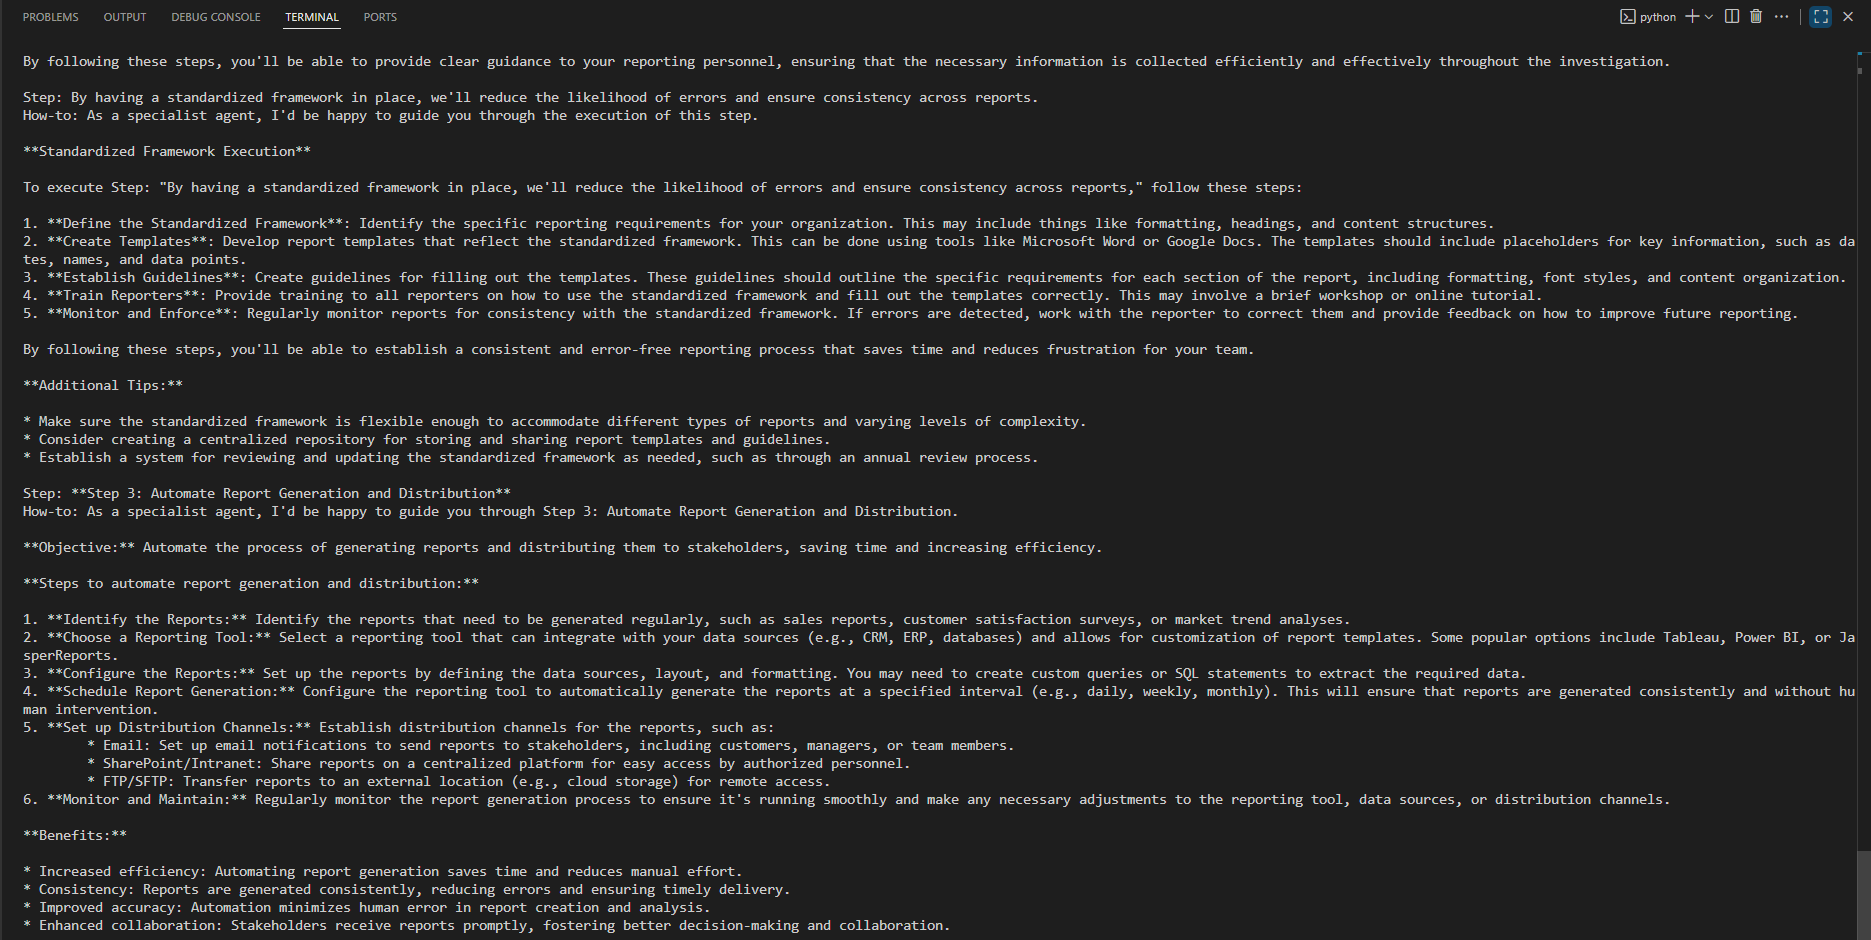 PROBLEMS OUTPUT DEBUG CONSOLE TERMINAL PORTS python
By following these steps, you'll be able to provide clear guidance to your reporting personnel, ensuring that the necessary information is collected efficiently and effectively throughout the investigation.
Step: By having a standardized framework in place, we'll reduce the likelihood of errors and ensure consistency across reports.
How-to: As a specialist agent, I'd be happy to guide you through the execution of this step.
**Standardized Framework Execution**
To execute Step: "By having a standardized framework in place, we'll reduce the likelihood of errors and ensure consistency across reports," follow these steps:
1. **Define the Standardized Framework**: Identify the specific reporting requirements for your organization. This may include things like formatting, headings, and content structures.
2. **Create Templates**: Develop report templates that reflect the standardized framework. This can be done using tools like Microsoft Word or Google Docs. The templates should include placeholders for key information, such as da
tes, names, and data points.
3. **Establish Guidelines**: Create guidelines for filling out the templates. These guidelines should outline the specific requirements for each section of the report, including formatting, font styles, and content organization.
4. **Train Reporters**: Provide training to all reporters on how to use the standardized framework and fill out the templates correctly. This may involve a brief workshop or online tutorial.
5. **Monitor and Enforce**: Regularly monitor reports for consistency with the standardized framework. If errors are detected, work with the reporter to correct them and provide feedback on how to improve future reporting.
By following these steps, you'll be able to establish a consistent and error-free reporting process that saves time and reduces frustration for your team.
**Additional Tips:**
* Make sure the standardized framework is flexible enough to accommodate different types of reports and varying levels of complexity.
* Consider creating a centralized repository for storing and sharing report templates and guidelines.
* Establish a system for reviewing and updating the standardized framework as needed, such as through an annual review process.
Step: **Step 3: Automate Report Generation and Distribution**
How-to: As a specialist agent, I'd be happy to guide you through Step 3: Automate Report Generation and Distribution.
**Objective:** Automate the process of generating reports and distributing them to stakeholders, saving time and increasing efficiency.
**Steps to automate report generation and distribution:**
1. **Identify the Reports:** Identify the reports that need to be generated regularly, such as sales reports, customer satisfaction surveys, or market trend analyses.
2. **Choose a Reporting Tool:** Select a reporting tool that can integrate with your data sources (e.g., CRM, ERP, databases) and allows for customization of report templates. Some popular options include Tableau, Power BI, or Ja
sperReports.
3. **Configure the Reports:** Set up the reports by defining the data sources, layout, and formatting. You may need to create custom queries or SQL statements to extract the required data.
4. **Schedule Report Generation:** Configure the reporting tool to automatically generate the reports at a specified interval (e.g., daily, weekly, monthly). This will ensure that reports are generated consistently and without hu
man intervention.
5. **Set up Distribution Channels:** Establish distribution channels for the reports, such as:
* Email: Set up email notifications to send reports to stakeholders, including customers, managers, or team members.
* SharePoint/Intranet: Share reports on a centralized platform for easy access by authorized personnel.
* FTP/SFTP: Transfer reports to an external location (e.g., cloud storage) for remote access.
6. **Monitor and Maintain:** Regularly monitor the report generation process to ensure it's running smoothly and make any necessary adjustments to the reporting tool, data sources, or distribution channels.
**Benefits:**
* Increased efficiency: Automating report generation saves time and reduces manual effort.
* Consistency: Reports are generated consistently, reducing errors and ensuring timely delivery.
* Improved accuracy: Automation minimizes human error in report creation and analysis.
* Enhanced collaboration: Stakeholders receive reports promptly, fostering better decision-making and collaboration.